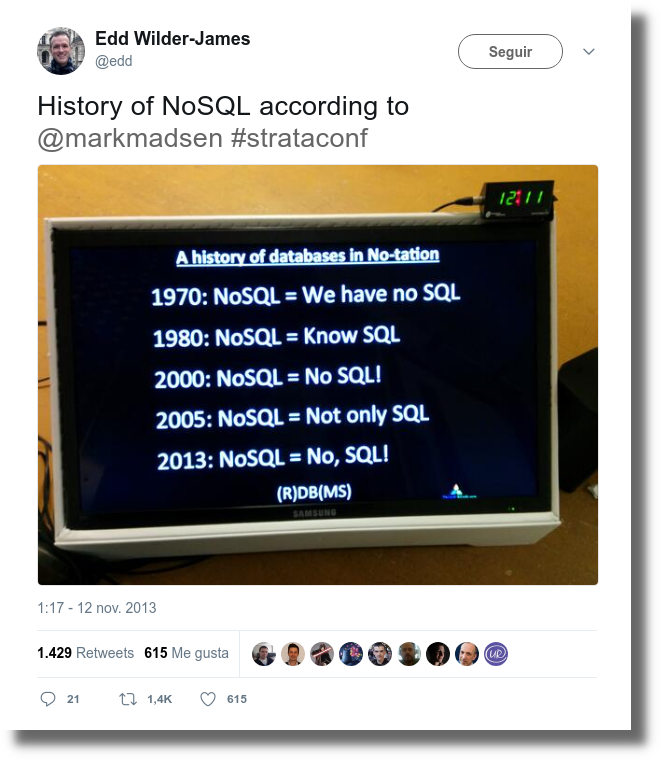 Edd Wilder-James
@edd
Seguir
History of NoSQL according to
@markmadsen #strataconf
12:11
A history of databases in No-tation
1970: NoSQL = We have no SQL
1980: NoSQL = Know SQL
2000: NoSQL = No SQL!
2005: NoSQL = Not only SQL
2013: NoSQL = No, SQL!
(R)DB(MS)
SAMSUNG
1:17 - 12 nov. 2013
1.429 Retweets 615 Me gusta
UR
21 1,4K 615